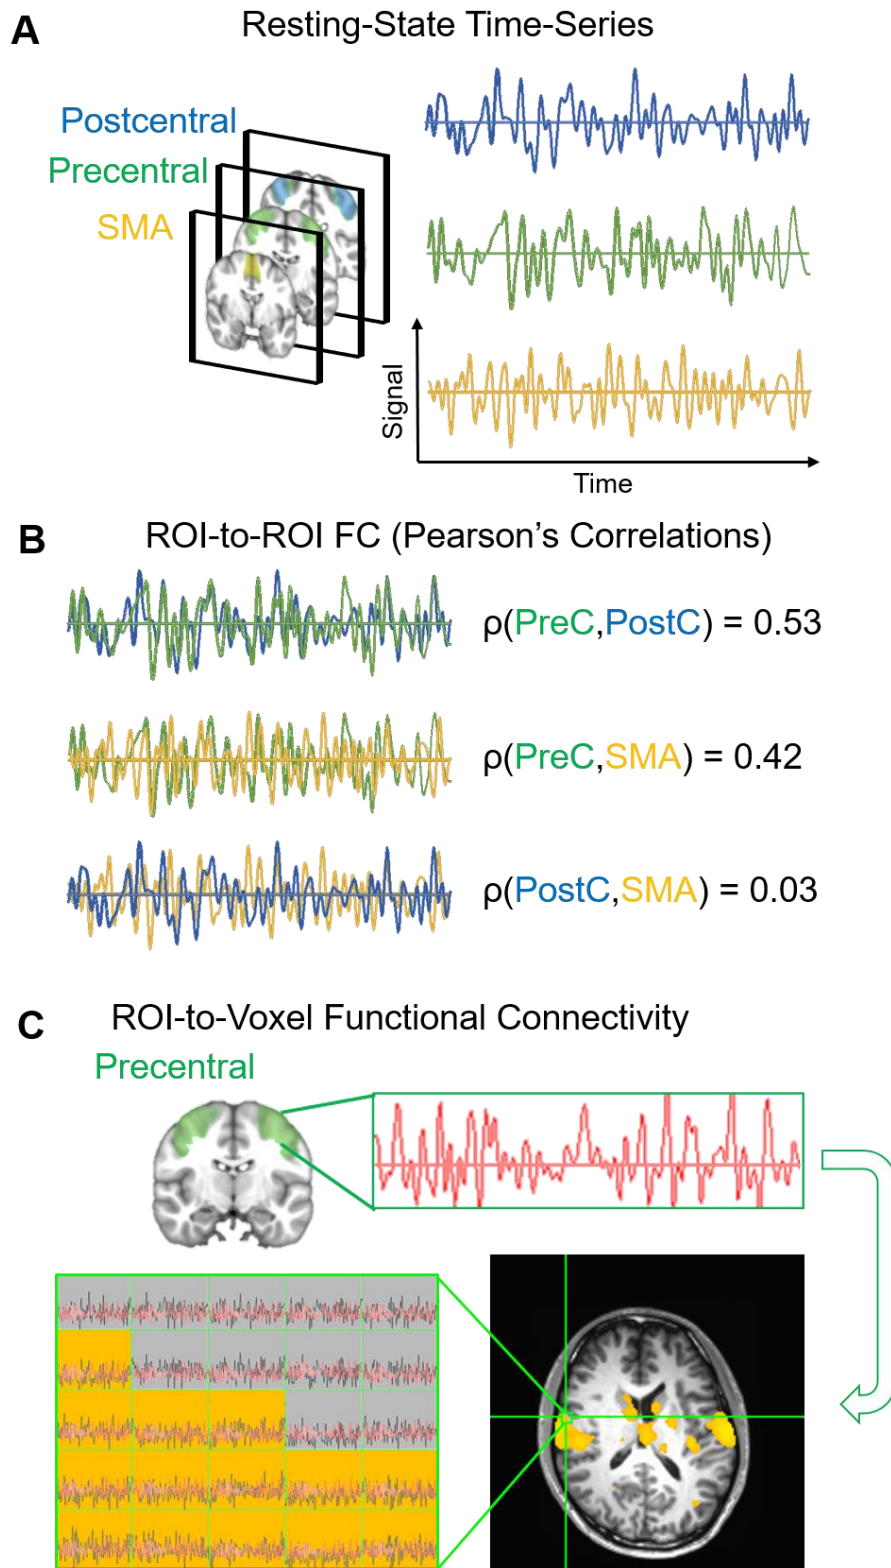 A
Resting-State Time-Series
Postcentral
Precentral
SMA
Signal
Time
B
ROI-to-ROI FC (Pearson's Correlations)
ρ(PreC,PostC) = 0.53
ρ(PreC,SMA) = 0.42
ρ(PostC,SMA) = 0.03
C
ROI-to-Voxel Functional Connectivity
Precentral